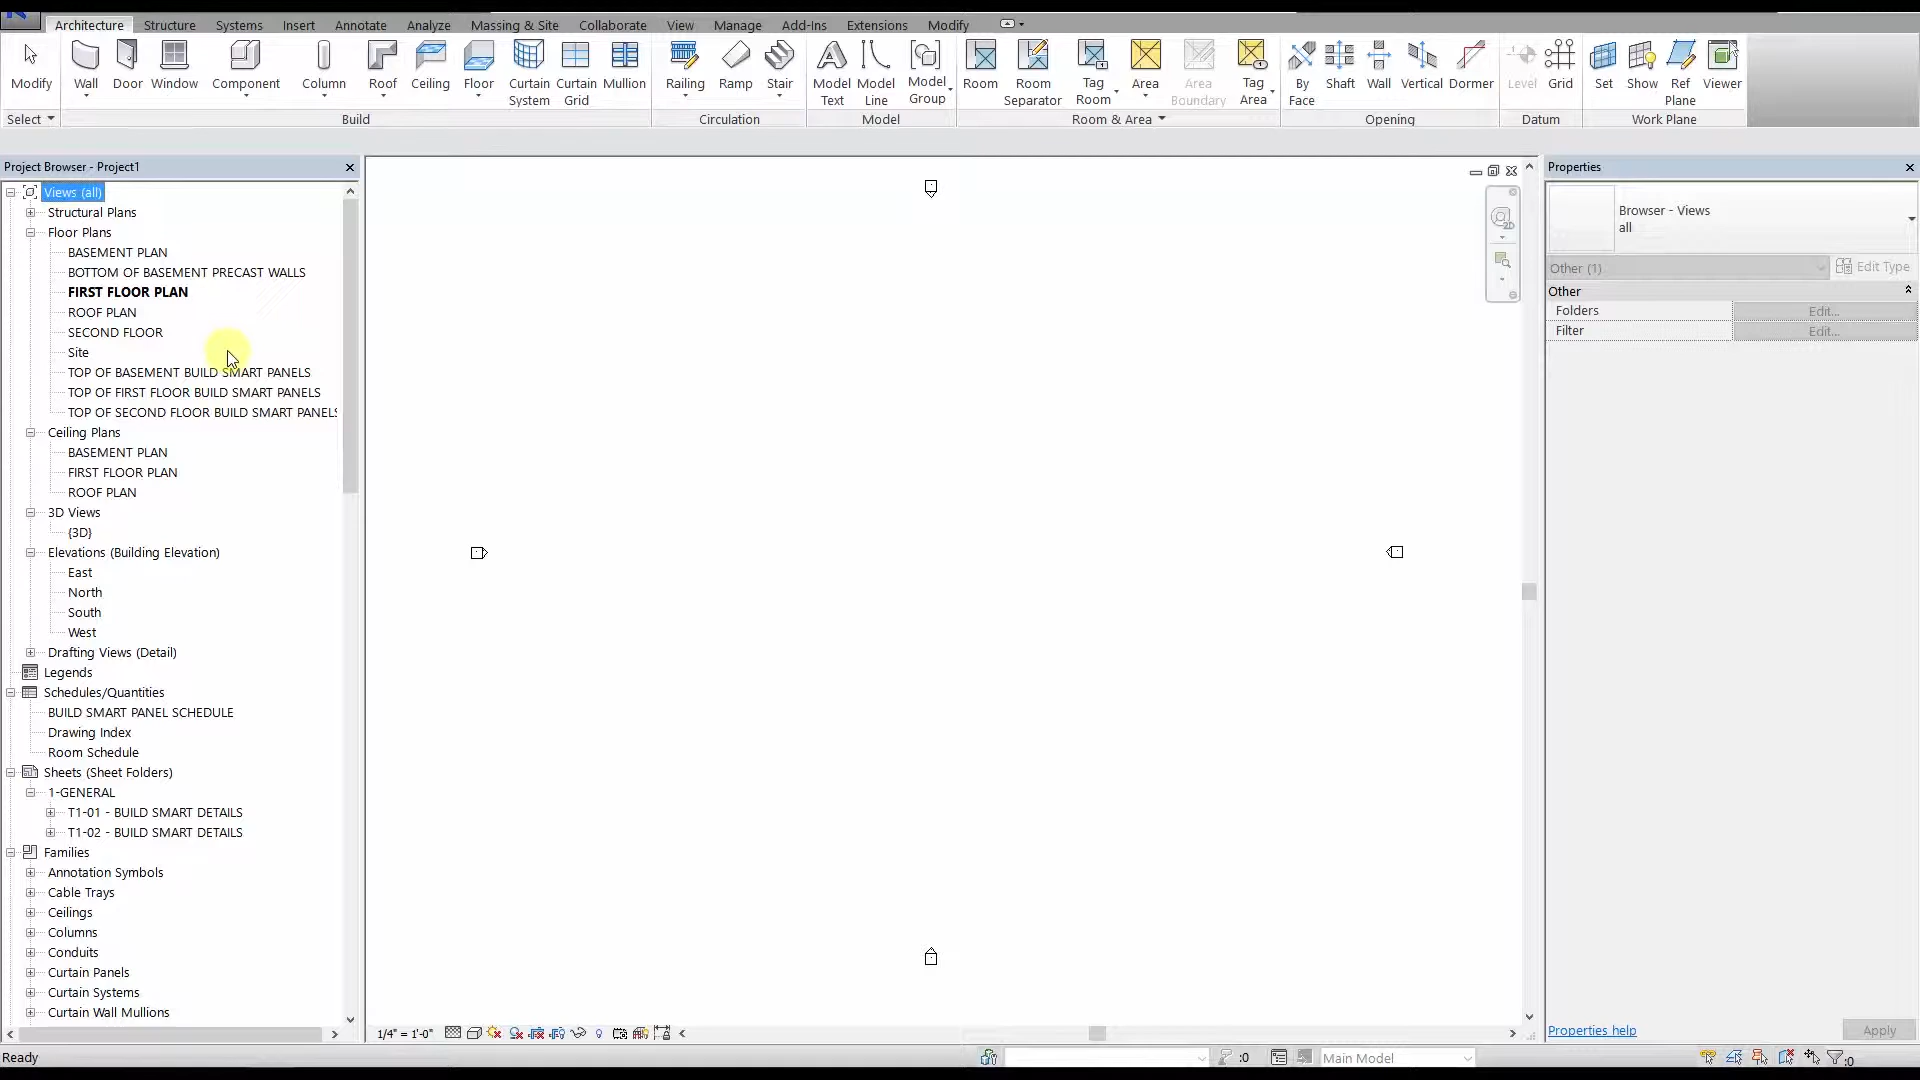 Architecture Structure Systems Insert Annotate Analyze Massing & Site Collaborate View Manage Add-Ins Extensions Modify
Modify Wall Door Window Component Column Roof Ceiling Floor Curtain System Curtain Grid Mullion Railing Ramp Stair Model Text Model Line Model Group Room Room Separator Tag Room Area Area Boundary Tag Area By Face Shaft Wall Vertical Dormer Level Grid Set Show Ref Plane Viewer
Select Build Circulation Model Room & Area Opening Datum Work Plane
Project Browser - Project1
Views (all)
Structural Plans
Floor Plans
BASEMENT PLAN
BOTTOM OF BASEMENT PRECAST WALLS
FIRST FLOOR PLAN
ROOF PLAN
SECOND FLOOR
Site
TOP OF BASEMENT BUILD SMART PANELS
TOP OF FIRST FLOOR BUILD SMART PANELS
TOP OF SECOND FLOOR BUILD SMART PANELS
Ceiling Plans
BASEMENT PLAN
FIRST FLOOR PLAN
ROOF PLAN
3D Views
{3D}
Elevations (Building Elevation)
East
North
South
West
Drafting Views (Detail)
Legends
Schedules/Quantities
BUILD SMART PANEL SCHEDULE
Drawing Index
Room Schedule
Sheets (Sheet Folders)
1-GENERAL
T1-01 - BUILD SMART DETAILS
T1-02 - BUILD SMART DETAILS
Families
Annotation Symbols
Cable Trays
Ceilings
Columns
Conduits
Curtain Panels
Curtain Systems
Curtain Wall Mullions
2D
1/4" = 1'-0"
Properties
Browser - Views
all
Other (1) Edit Type
Other
Folders Edit...
Filter Edit...
Properties help Apply
Ready :0 Main Model :0